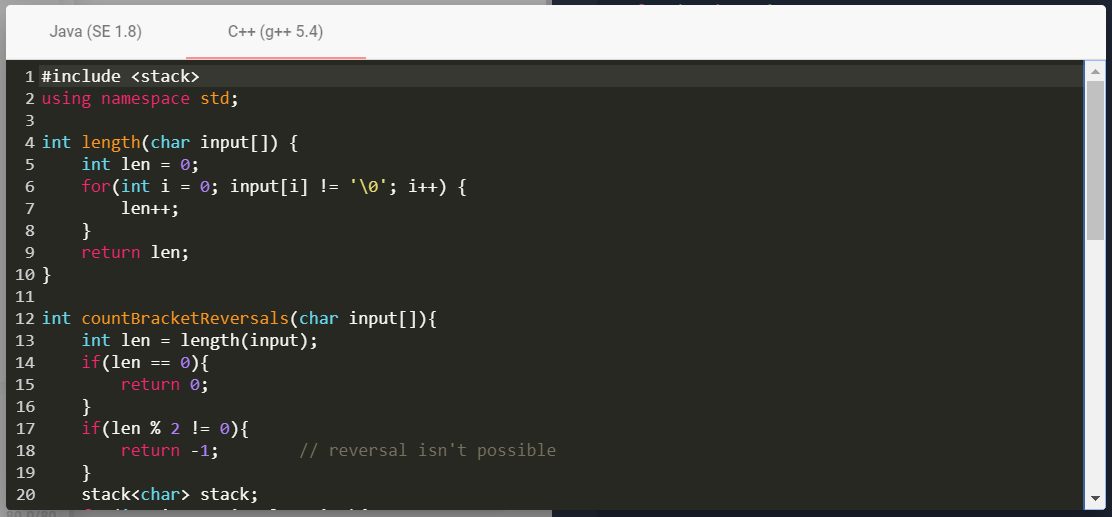 Java (SE 1.8) C++ (g++ 5.4)
1 #include <stack>
2 using namespace std;
3
4 int length(char input[]) {
5 int len = 0;
6 for(int i = 0; input[i] != '\0'; i++) {
7 len++;
8 }
9 return len;
10 }
11
12 int countBracketReversals(char input[]){
13 int len = length(input);
14 if(len == 0){
15 return 0;
16 }
17 if(len % 2 != 0){
18 return -1; // reversal isn't possible
19 }
20 stack<char> stack;